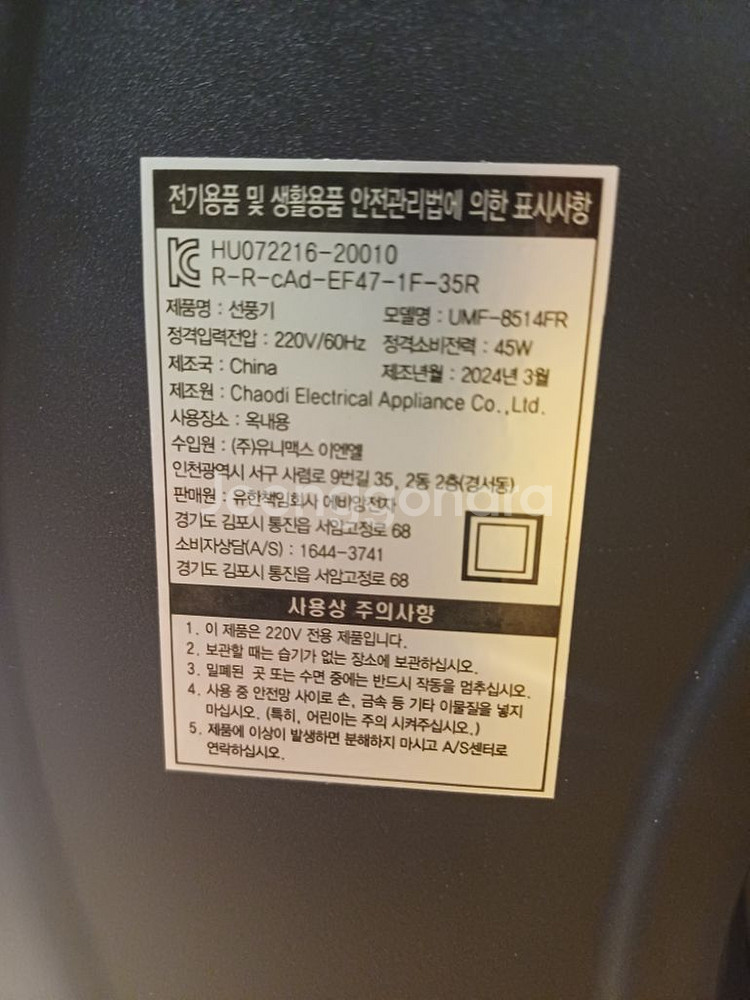 전기용품 및 생활용품 안전관리법에 의한 표시사항
HU072216-20010
R-R-cAd-EF47-1F-35R
제품명 : 선풍기 모델명 : UMF-8514FR
정격입력전압 : 220V/60Hz 정격소비전력 : 45W
제조국 : China 제조년월 : 2024년 3월
제조원 : Chaodi Electrical Appliance Co.,Ltd.
사용장소 : 옥내용
수입원 : (주)유니맥스 이엔엘
인천광역시 서구 사렴로 9번길 35, 2동 2층(경서동)
판매원 : 유한책임회사 에바앙전자
Joonggonara
경기도 김포시 통진읍 서암고정로 68
소비자상담(A/S) : 1644-3741
경기도 김포시 통진읍 서암고정로 68
사용상 주의사항
1. 이 제품은 220V 전용 제품입니다.
2. 보관할 때는 습기가 없는 장소에 보관하십시오.
3. 밀폐된 곳 또는 수면 중에는 반드시 작동을 멈추십시오.
4. 사용 중 안전망 사이로 손, 금속 등 기타 이물질을 넣지
마십시오. (특히, 어린이는 주의 시켜주십시오.)
5. 제품에 이상이 발생하면 분해하지 마시고 A/S센터로
연락하십시오.